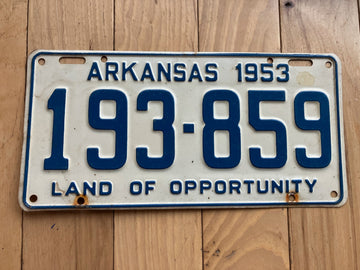 ARKANSAS 1953
193-859
LAND OF OPPORTUNITY